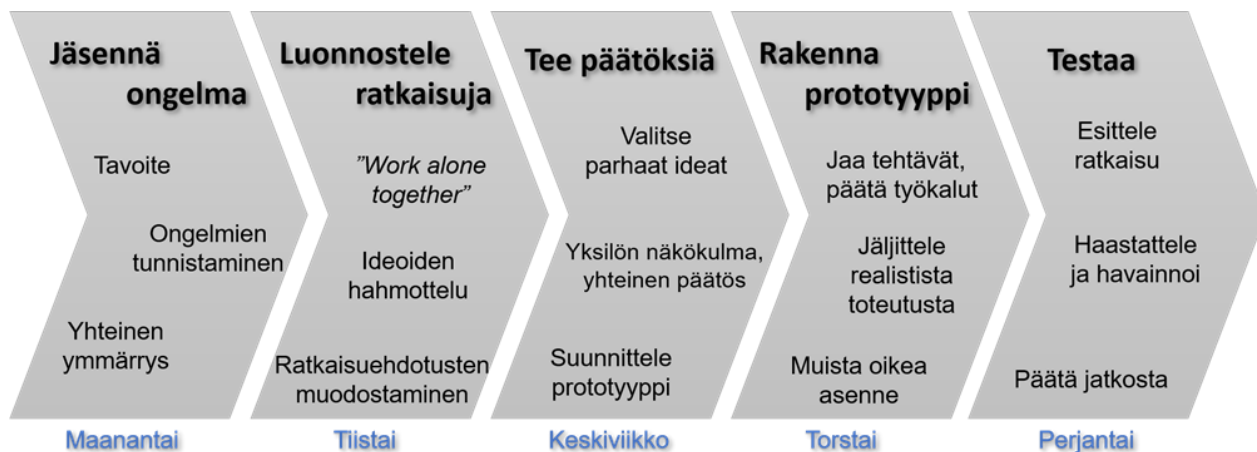 Jäsennä
ongelma
Tavoite
Ongelmien
tunnistaminen
Yhteinen
ymmärrys
Maanantai
Luonnostele
ratkaisuja
”Work alone
together”
Ideoiden
hahmottelu
Ratkaisuehdotusten
muodostaminen
Tiistai
Tee päätöksiä
Valitse
parhaat ideat
Yksilön näkökulma,
yhteinen päätös
Suunnittele
prototyyppi
Keskiviikko
Rakenna
prototyyppi
Jaa tehtävät,
päätä työkalut
Jäljittele
realistista
toteutusta
Muista oikea
asenne
Torstai
Testaa
Esittele
ratkaisu
Haastattele
ja havainnoi
Päätä jatkosta
Perjantai